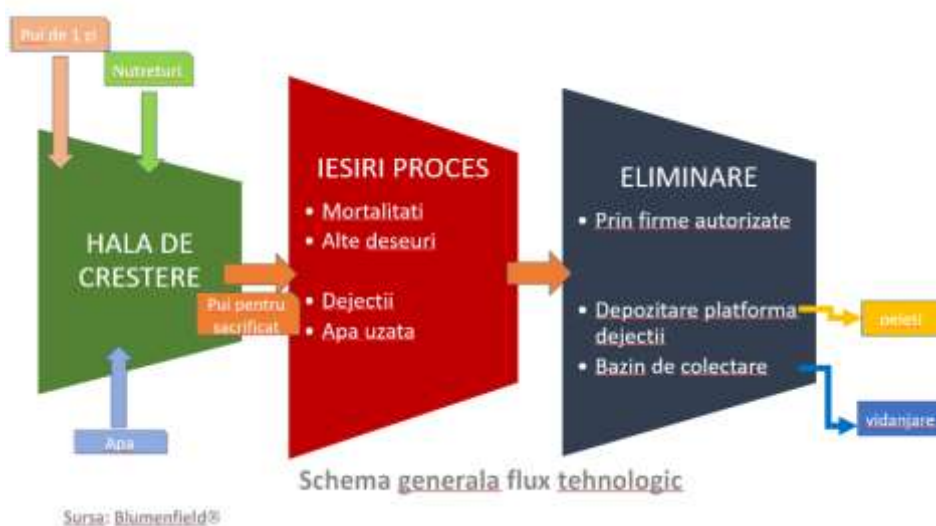 Pui de 1 zi
Nutreturi
HALA DE
CRESTERE
Apa
Pui pentru
sacrificat
IESIRI PROCES
• Mortalitati
• Alte deseuri
• Dejectii
• Apa uzata
ELIMINARE
• Prin firme autorizate
• Depozitare platforma
dejectii
• Bazin de colectare
vidanjare
Schema generala flux tehnologic
Sursa: Blumenfield®